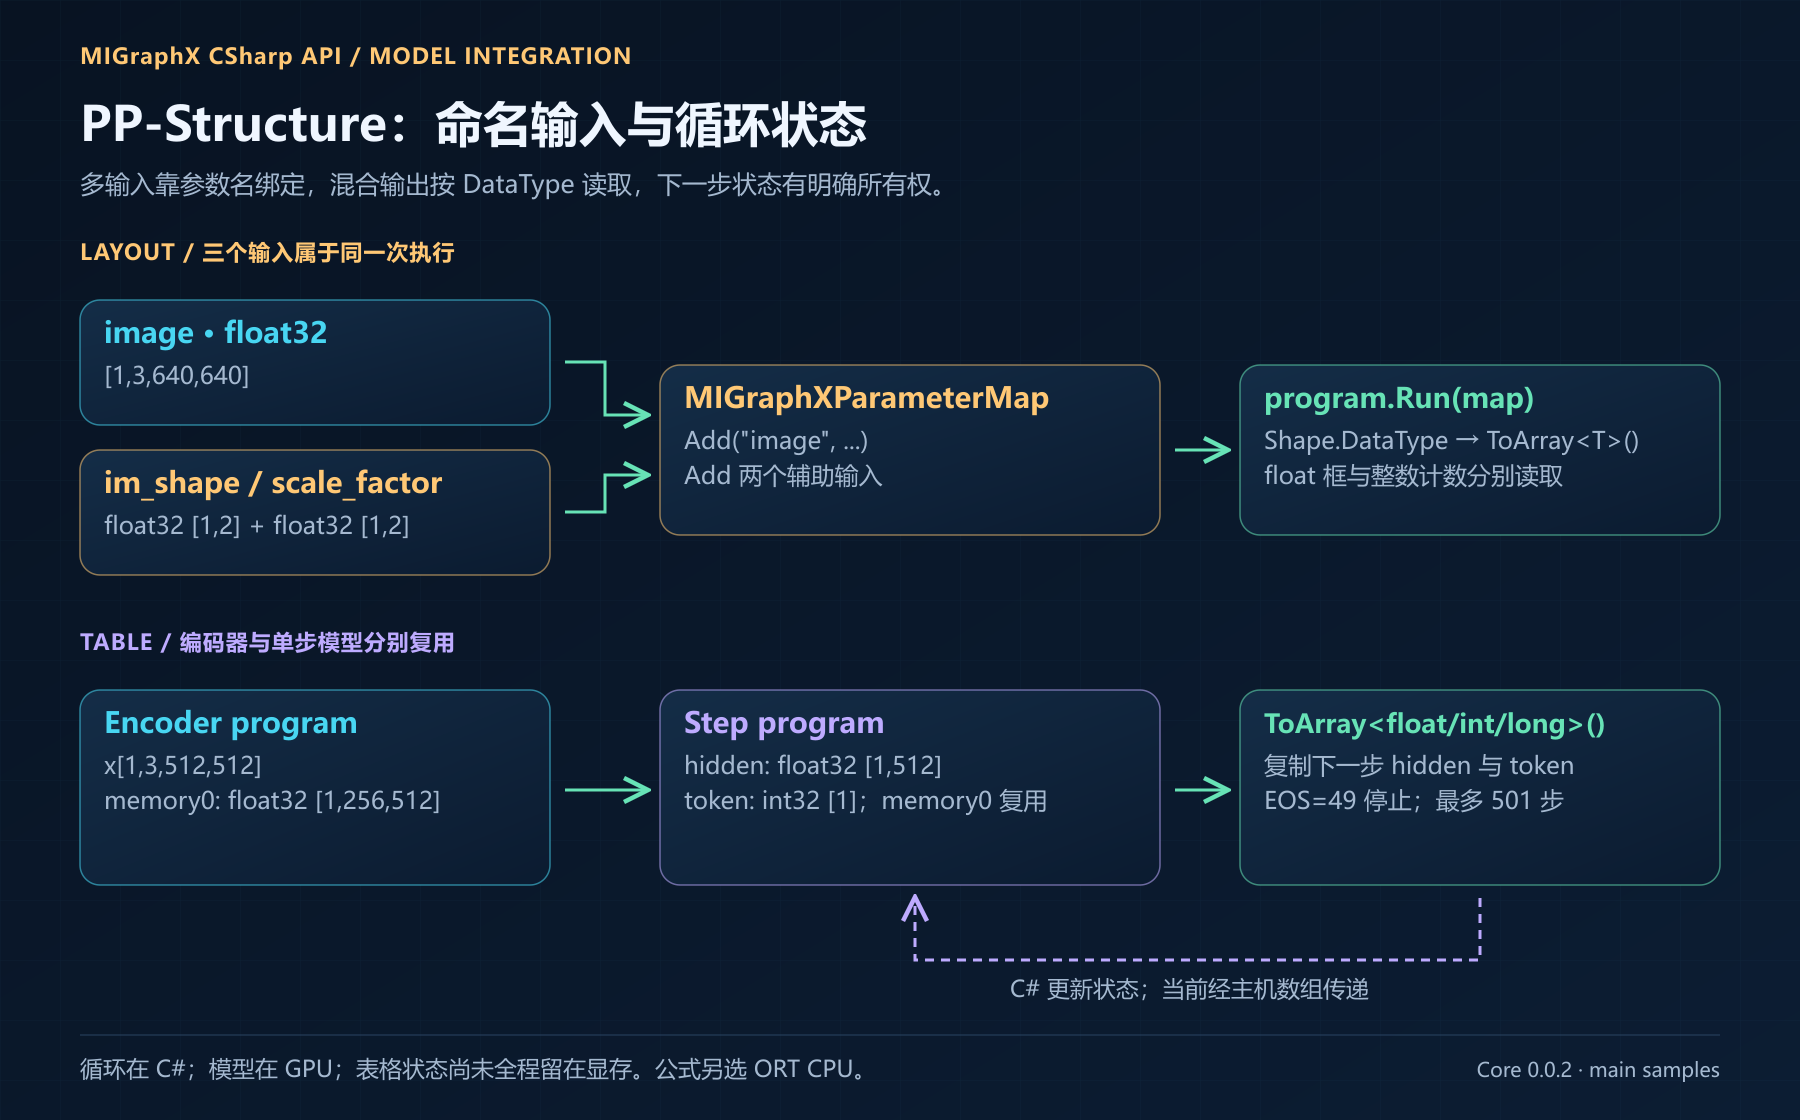 MIGraphX CSharp API / MODEL INTEGRATION
PP-Structure：命名输入与循环状态
多输入靠参数名绑定，混合输出按 DataType 读取，下一步状态有明确所有权。
LAYOUT / 三个输入属于同一次执行
image • float32
[1,3,640,640]
im_shape / scale_factor
float32 [1,2] + float32 [1,2]
MIGraphXParameterMap
Add("image", ...)
Add 两个辅助输入
program.Run(map)
Shape.DataType → ToArray<T>()
float 框与整数计数分别读取
TABLE / 编码器与单步模型分别复用
Encoder program
x[1,3,512,512]
memory0: float32 [1,256,512]
Step program
hidden: float32 [1,512]
token: int32 [1]；memory0 复用
ToArray<float/int/long>()
复制下一步 hidden 与 token
EOS=49 停止；最多 501 步
C# 更新状态；当前经主机数组传递
循环在 C#；模型在 GPU；表格状态尚未全程留在显存。公式另选 ORT CPU。
Core 0.0.2 · main samples